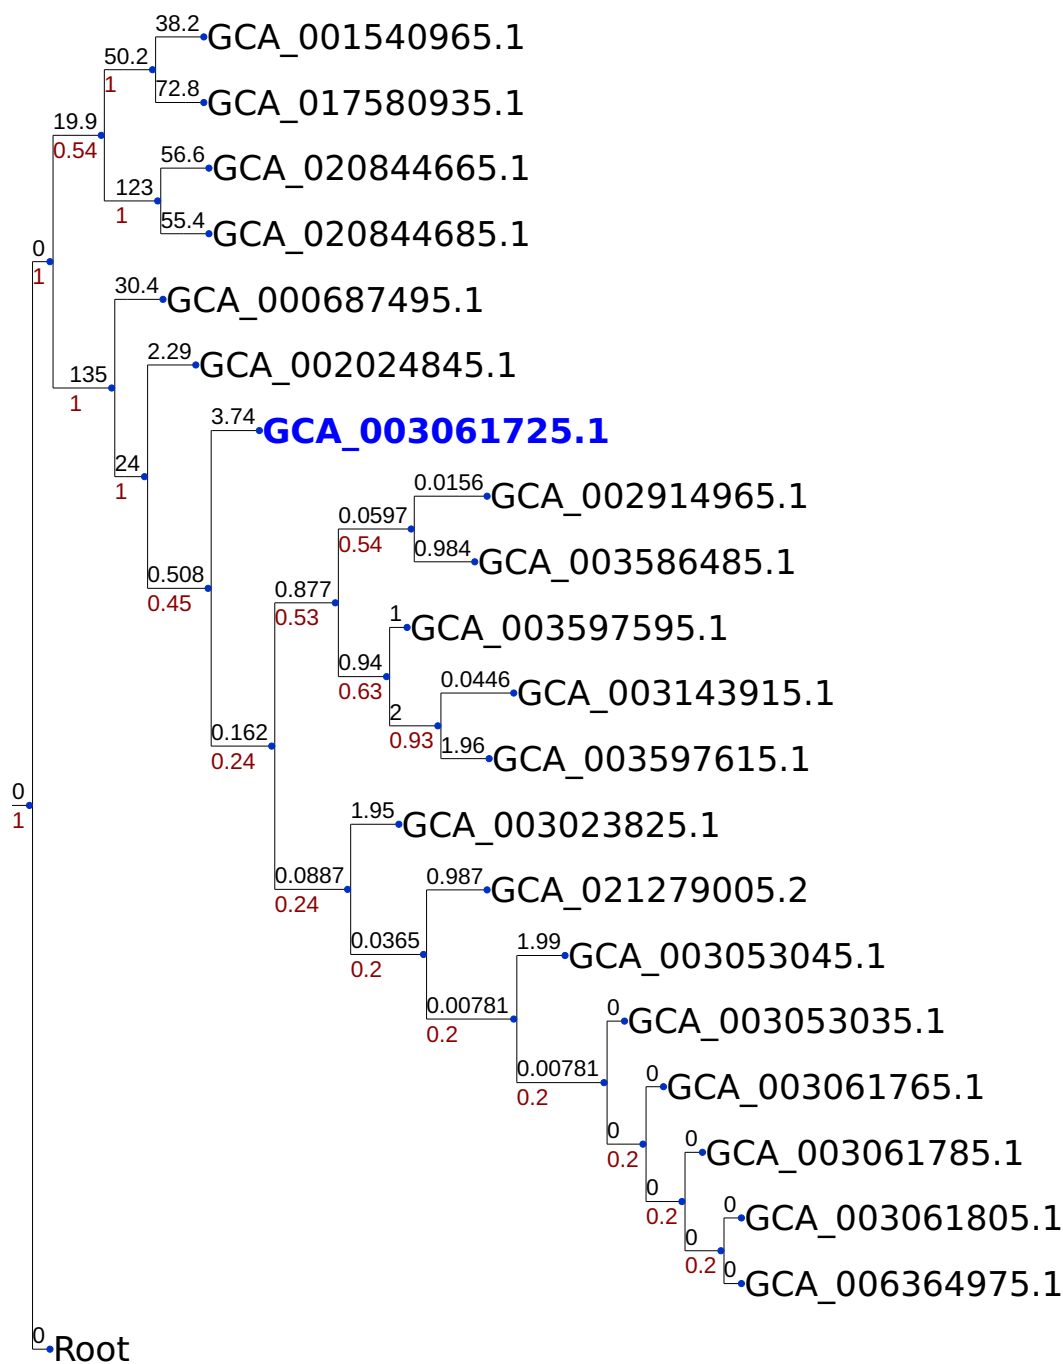 38.2
GCA_001540965.1
50.2
1
72.8
GCA_017580935.1
19.9
0.54
56.6
GCA_020844665.1
123
1
55.4
GCA_020844685.1
0
1
30.4
GCA_000687495.1
2.29
GCA_002024845.1
135
1
3.74
GCA_003061725.1
24
1
0.0156
GCA_002914965.1
0.0597
0.54
0.984
GCA_003586485.1
0.508
0.45
0.877
0.53
1
GCA_003597595.1
0.94
0.63
0.0446
GCA_003143915.1
2
0.93
1.96
GCA_003597615.1
0.162
0.24
0
1
1.95
GCA_003023825.1
0.0887
0.24
0.987
GCA_021279005.2
0.0365
0.2
1.99
GCA_003053045.1
0.00781
0.2
0
GCA_003053035.1
0.00781
0.2
0
GCA_003061765.1
0
0.2
0
GCA_003061785.1
0
0.2
0
GCA_003061805.1
0
0.2
0
GCA_006364975.1
0
Root